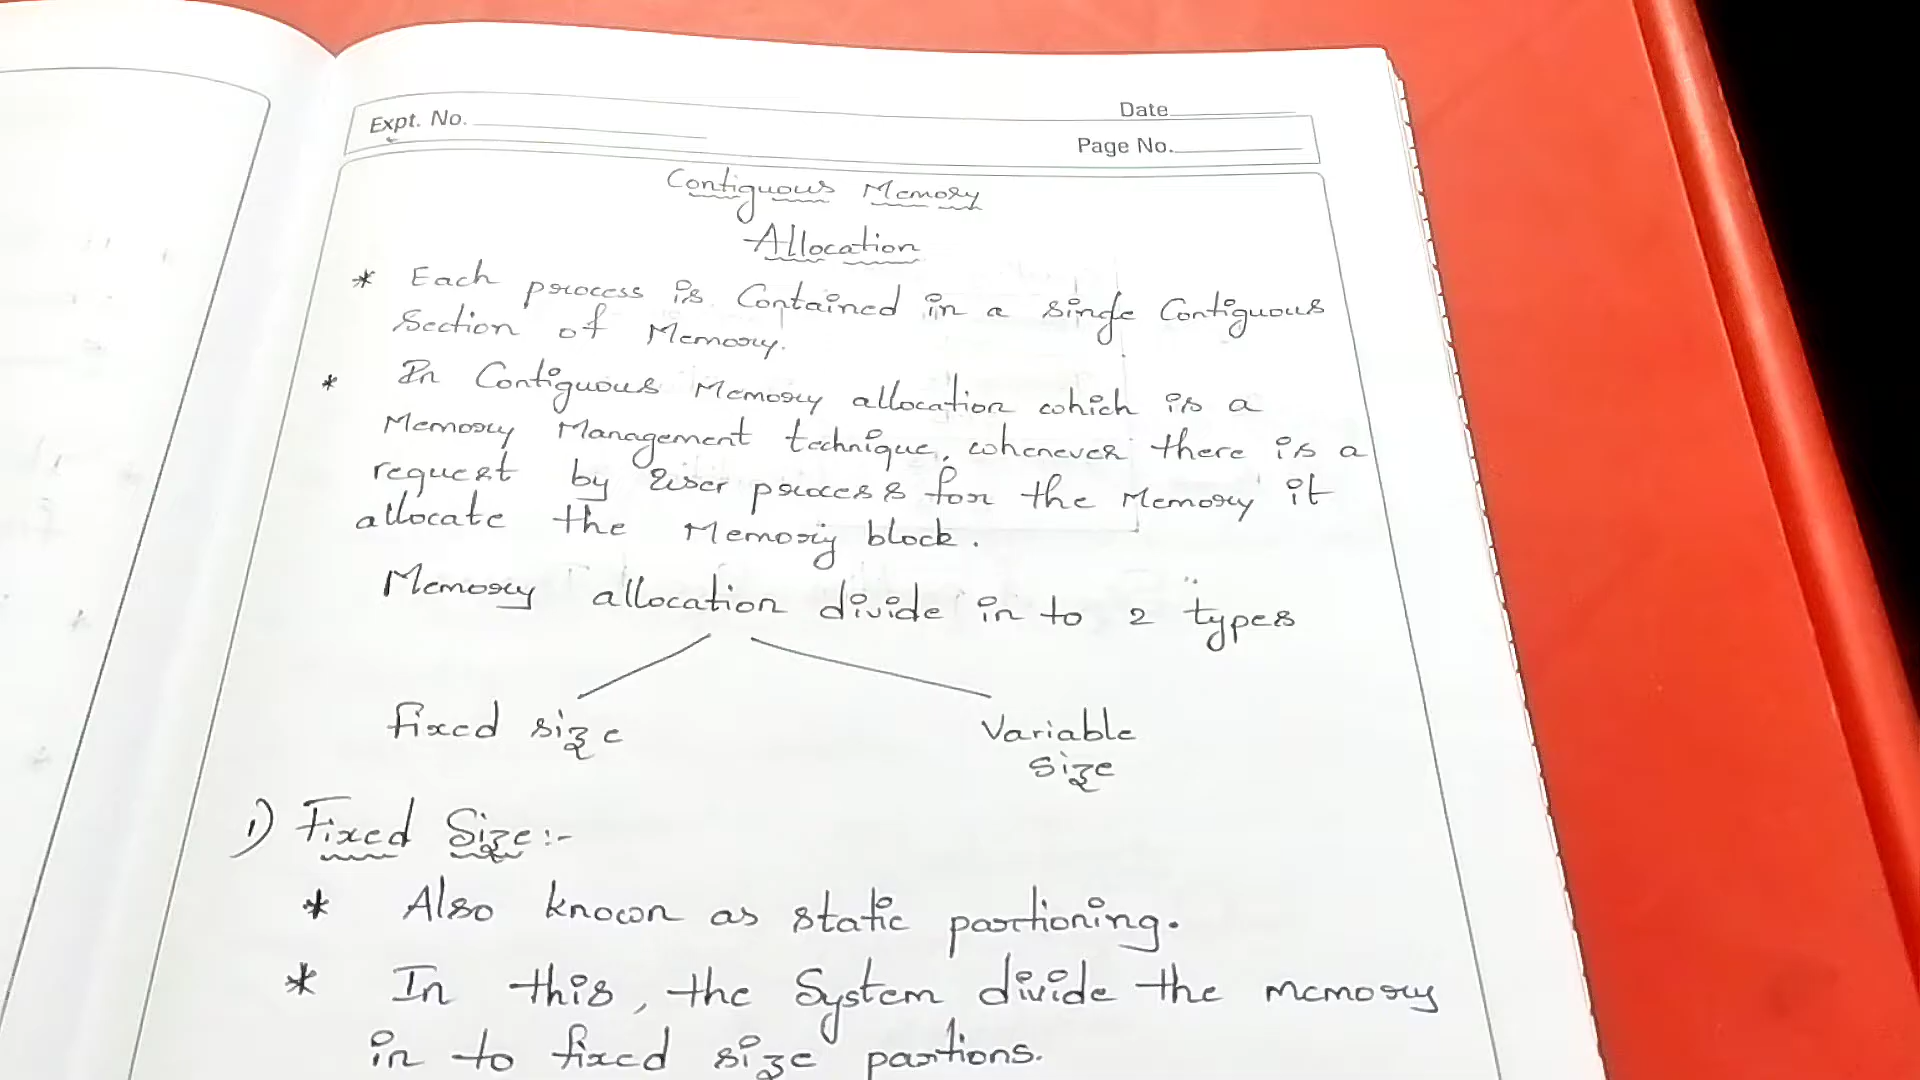 Expt. No.
Date
Page No.
Contiguous Memory
Allocation
* Each process is Contained in a single Contiguous
Section of Memory.
* In Contiguous Memory allocation which is a
Memory Management technique, whenever there is a
request by user process for the Memory it
allocate the Memory block.
Memory allocation divide in to 2 types
fixed size
Variable
size
1) Fixed Size:-
* Also known as static partioning.
* In this, the System divide the memory
in to fixed size partions.